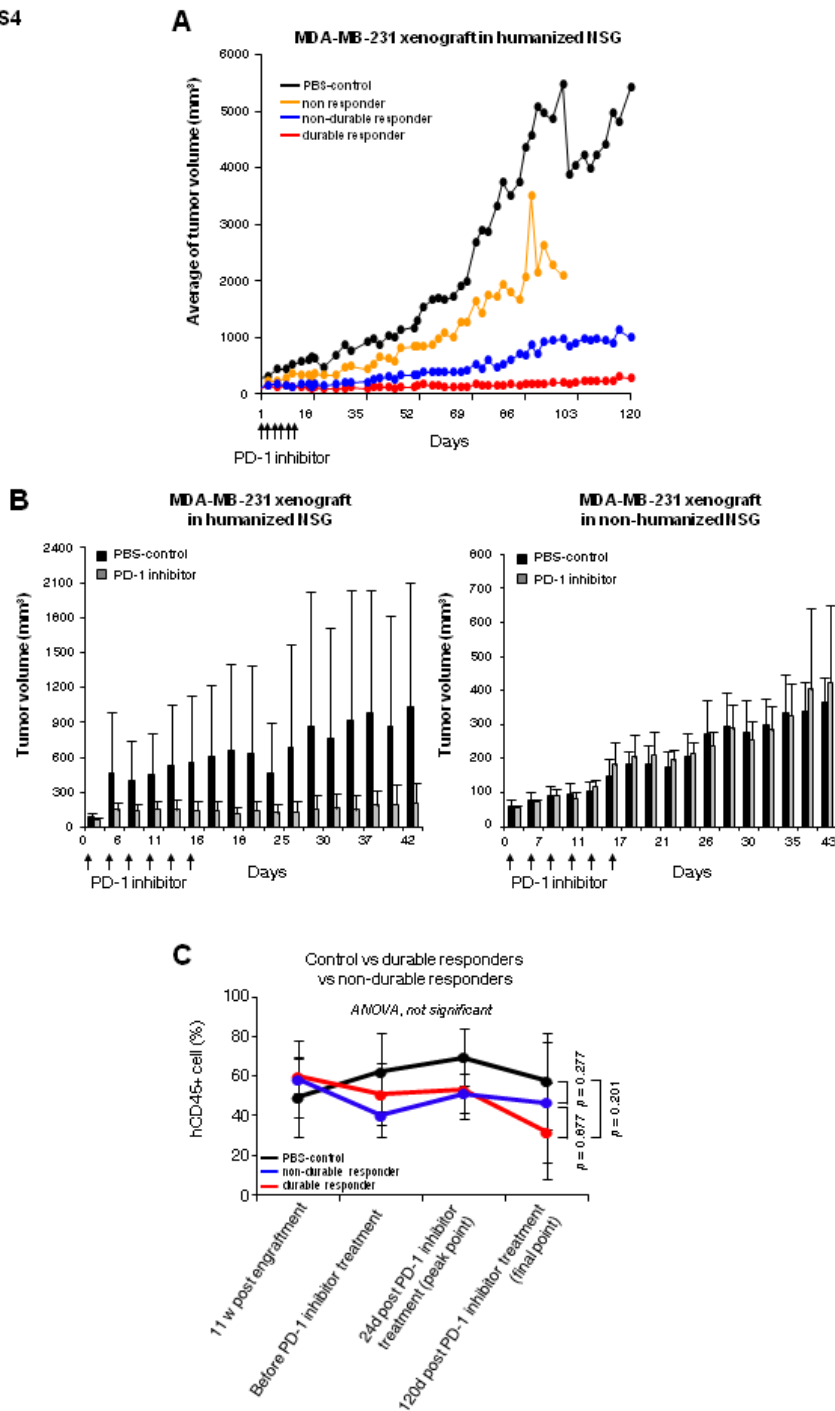 S4
A
MDA-MB-231 xenograft in humanized NSG
Average of tumor volume (mm³)
6000
5000
4000
3000
2000
1000
0
PBS-control
non responder
non-durable responder
durable responder
1 16 35 52 69 86 103 120
Days
PD-1 inhibitor
B
MDA-MB-231 xenograft
in humanized NSG
Tumor volume (mm³)
2400
2100
1800
1500
1200
900
600
300
0
PBS-control
PD-1 inhibitor
0 6 11 16 18 23 30 37 42
PD-1 inhibitor
Days
MDA-MB-231 xenograft
in non-humanized NSG
Tumor volume (mm³)
800
700
600
500
400
300
200
100
0
PBS-control
PD-1 inhibitor
0 7 11 17 21 26 30 35 43
PD-1 inhibitor
Days
C
Control vs durable responders
vs non-durable responders
ANOVA, not significant
hCD45+ cell (%)
100
80
60
40
20
0
PBS-control
non-durable responder
durable responder
p = 0.277
p = 0.677
p = 0.201
11 w post engraftment
Before PD-1 inhibitor treatment
24d post PD-1 inhibitor
treatment (peak point)
120d post PD-1 inhibitor treatment
(final point)